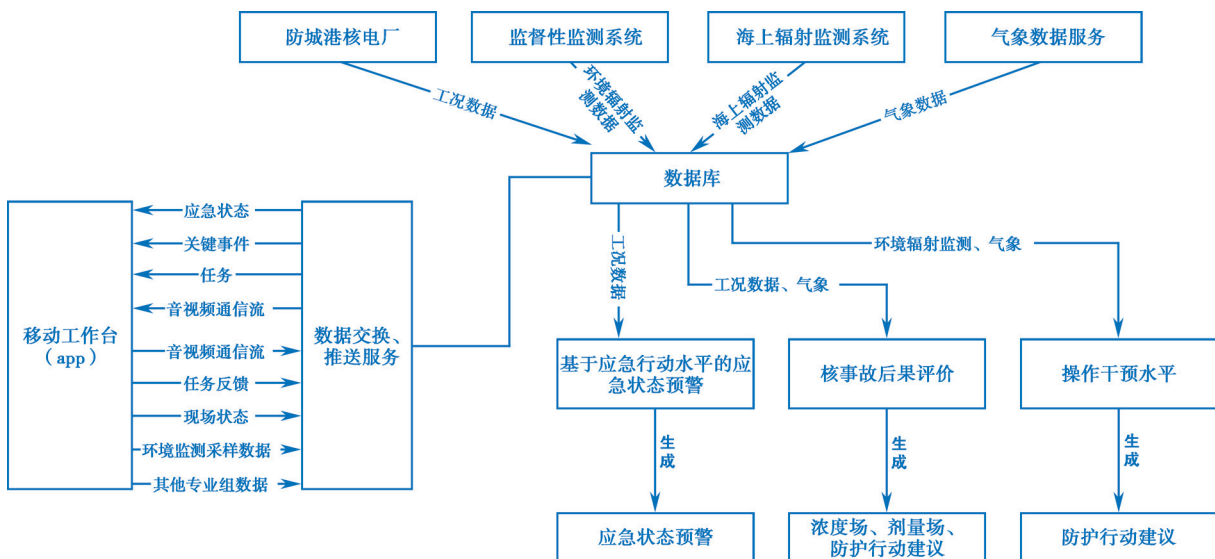 防城港核电厂
监督性监测系统
海上辐射监测系统
气象数据服务
工况数据
环境辐射监
测数据
海上辐射监
测数据
气象数据
数据库
应急状态
关键事件
任务
音视频通信流
音视频通信流
任务反馈
现场状态
环境监测采样数据
其他专业组数据
移动工作台
（app）
数据交换、
推送服务
工况数据
工况数据、气象
环境辐射监测、气象
基于应急行动水平的应
急状态预警
核事故后果评价
操作干预水平
生成
生成
生成
应急状态预警
浓度场、剂量场、
防护行动建议
防护行动建议